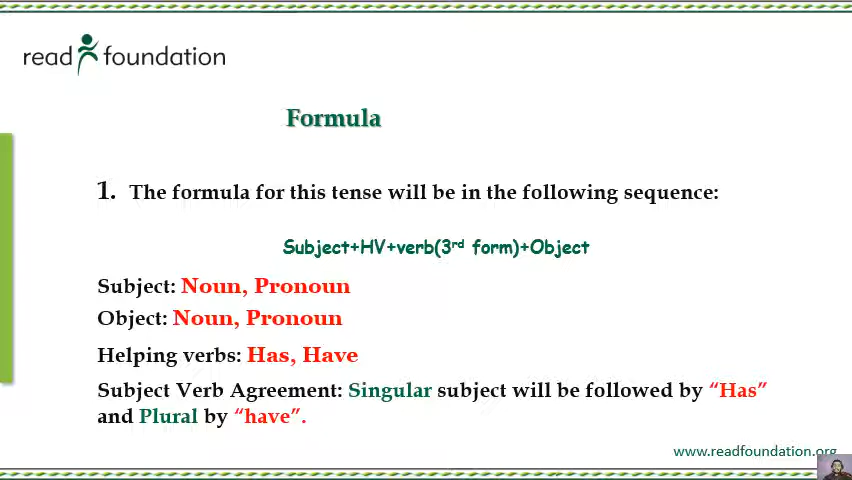 read foundation
Formula
1. The formula for this tense will be in the following sequence:
Subject+HV+verb(3rd form)+Object
Subject: Noun, Pronoun
Object: Noun, Pronoun
Helping verbs: Has, Have
Subject Verb Agreement: Singular subject will be followed by “Has”
and Plural by “have”.
www.readfoundation.org